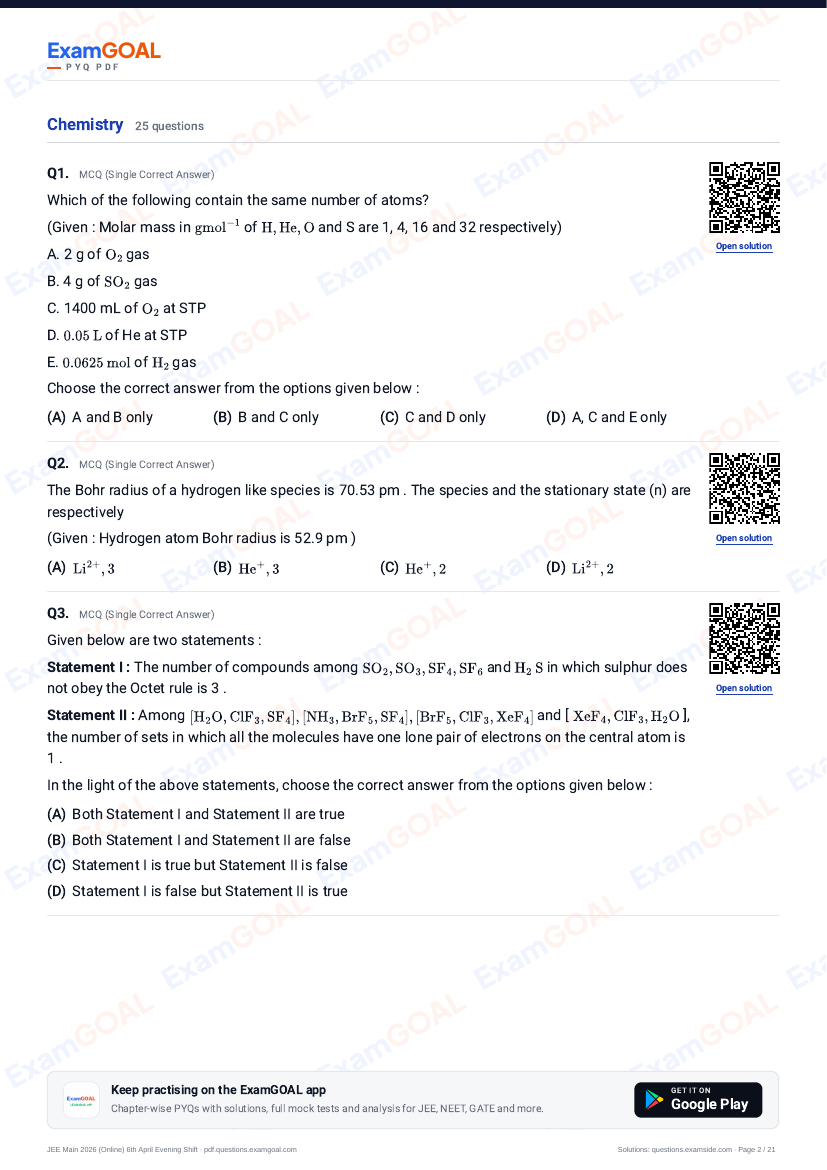 ExamGOAL
PYQ PDF
Chemistry 25 questions
Q1. MCQ (Single Correct Answer)
Which of the following contain the same number of atoms?
(Given : Molar mass in gmol⁻¹ of H, He, O and S are 1, 4, 16 and 32 respectively)
Open solution
A. 2 g of O₂ gas
B. 4 g of SO₂ gas
C. 1400 mL of O₂ at STP
D. 0.05 L of He at STP
E. 0.0625 mol of H₂ gas
Choose the correct answer from the options given below :
(A) A and B only (B) B and C only (C) C and D only (D) A, C and E only
Q2. MCQ (Single Correct Answer)
The Bohr radius of a hydrogen like species is 70.53 pm . The species and the stationary state (n) are
respectively
(Given : Hydrogen atom Bohr radius is 52.9 pm )
Open solution
(A) Li²⁺, 3 (B) He⁺, 3 (C) He⁺, 2 (D) Li²⁺, 2
Q3. MCQ (Single Correct Answer)
Given below are two statements :
Statement I : The number of compounds among SO₂, SO₃, SF₄, SF₆ and H₂ S in which sulphur does
not obey the Octet rule is 3 .
Open solution
Statement II : Among [H₂O, ClF₃, SF₄], [NH₃, BrF₅, SF₄], [BrF₅, ClF₃, XeF₄] and [ XeF₄, ClF₃, H₂O ],
the number of sets in which all the molecules have one lone pair of electrons on the central atom is
1 .
In the light of the above statements, choose the correct answer from the options given below :
(A) Both Statement I and Statement II are true
(B) Both Statement I and Statement II are false
(C) Statement I is true but Statement II is false
(D) Statement I is false but Statement II is true
Keep practising on the ExamGOAL app
Chapter-wise PYQs with solutions, full mock tests and analysis for JEE, NEET, GATE and more.
ExamGOAL
GET IT ON
Google Play
JEE Main 2026 (Online) 6th April Evening Shift · pdf.questions.examgoal.com
Solutions: questions.examside.com · Page 2 / 21